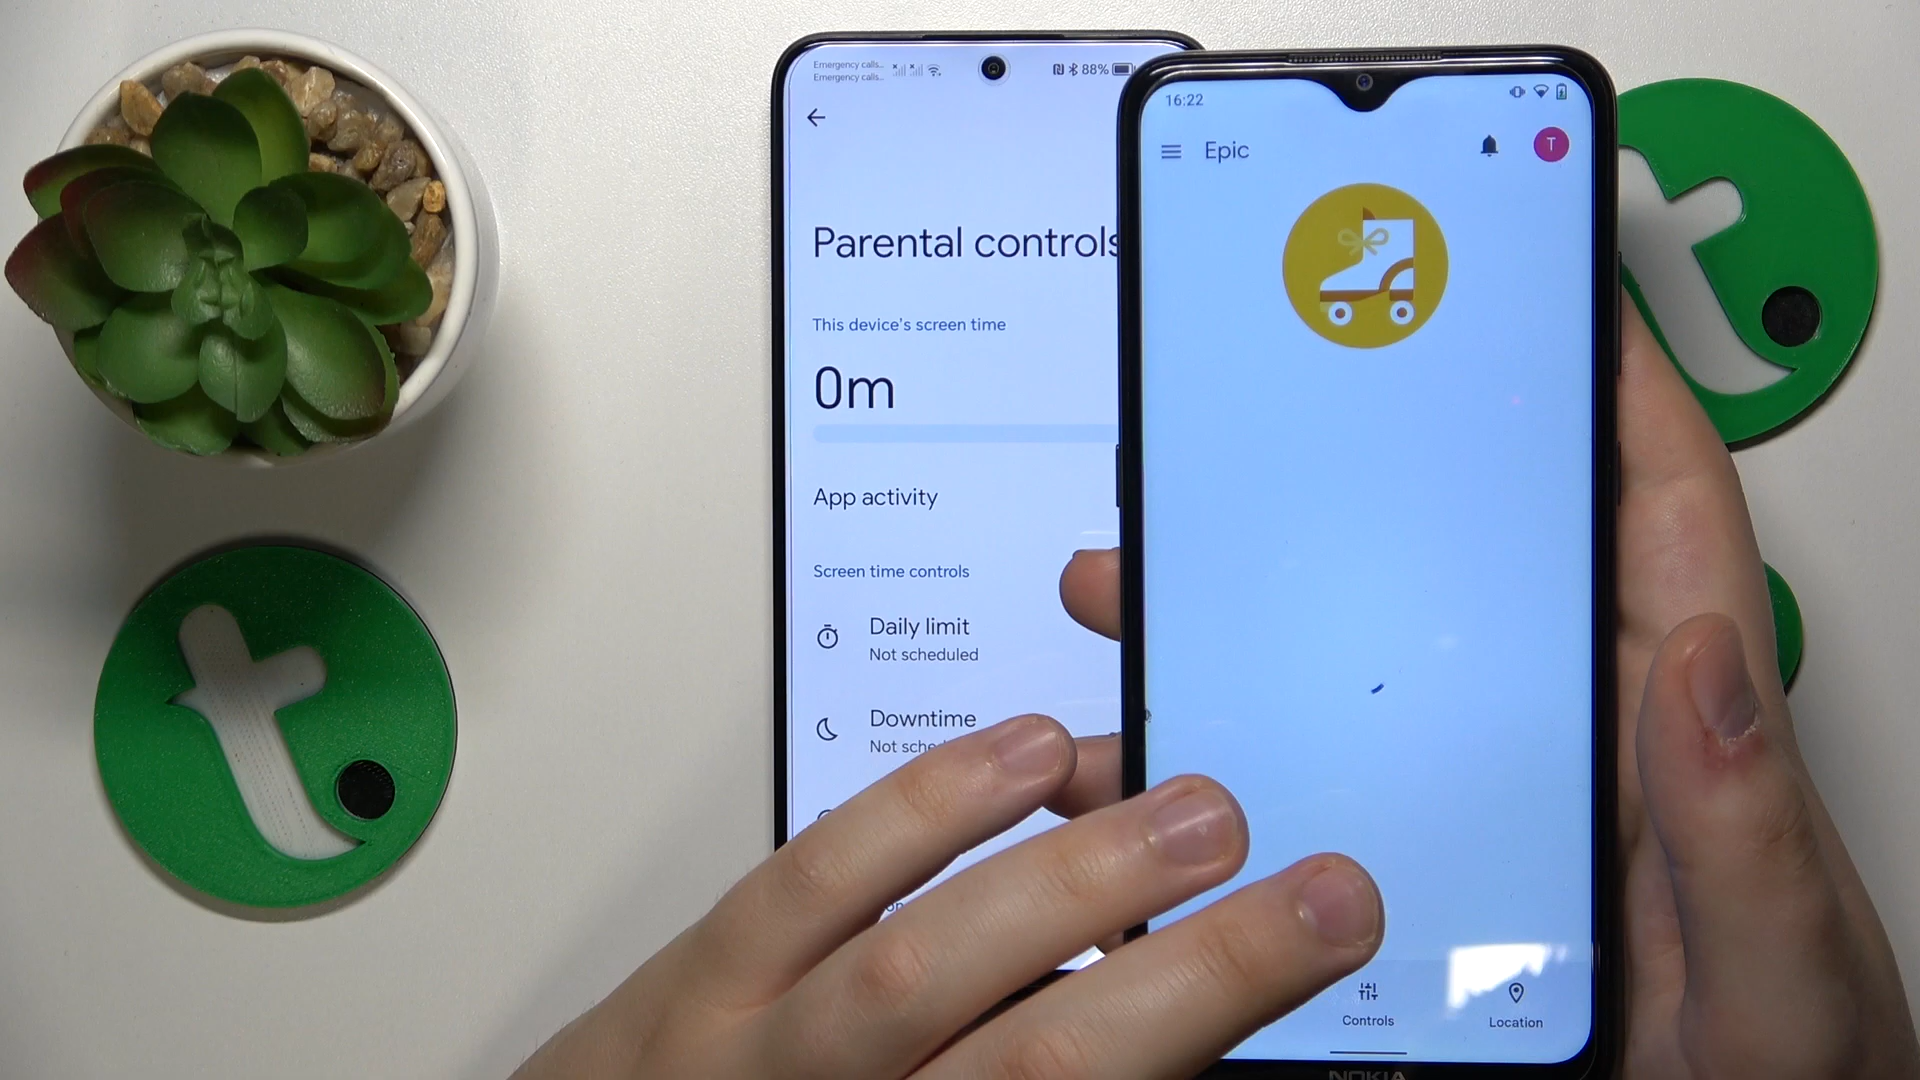 Emergency calls...
Emergency calls...
88%
Parental controls
This device's screen time
0m
App activity
Screen time controls
Daily limit
Not scheduled
Downtime
Not sche
16:22
Epic
T
Controls
Location
NOKIA
t.